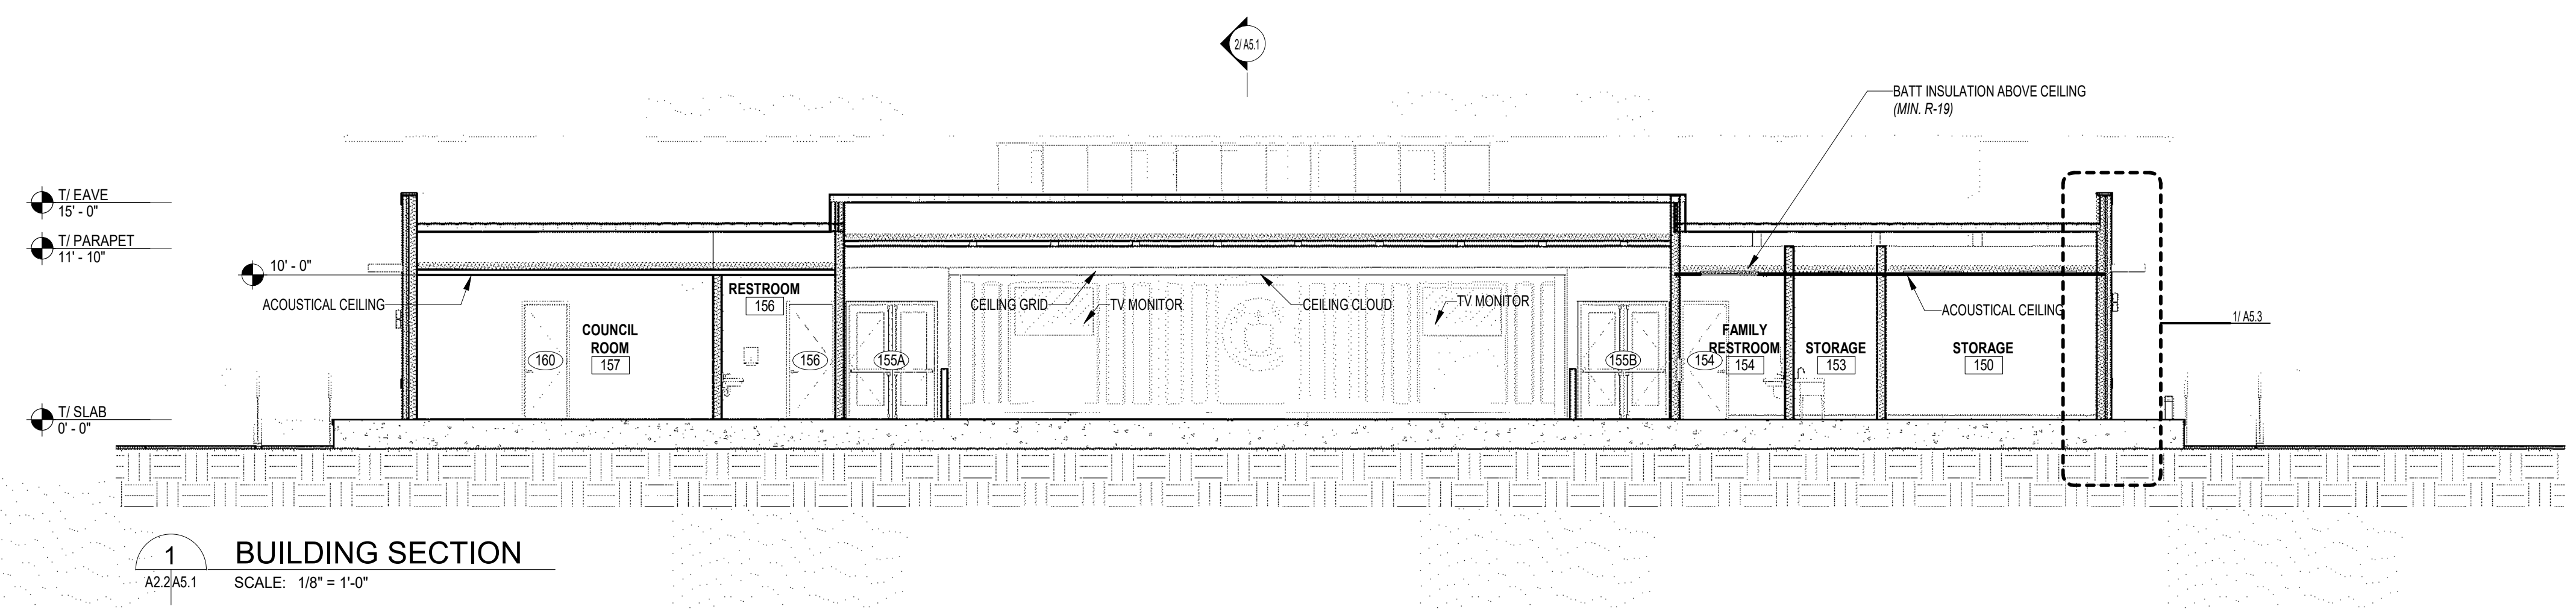 2/ A5.1
BATT INSULATION ABOVE CEILING
(MIN. R-19)
T/ EAVE
15' - 0"
T/ PARAPET
11' - 10"
10' - 0"
ACOUSTICAL CEILING
COUNCIL
ROOM
157
160
RESTROOM
156
156
155A
CEILING GRID
TV MONITOR
CEILING CLOUD
TV MONITOR
155B
154
FAMILY
RESTROOM
154
STORAGE
153
STORAGE
150
ACOUSTICAL CEILING
1/ A5.3
T/ SLAB
0' - 0"
1
BUILDING SECTION
A2.2 A5.1
SCALE: 1/8" = 1'-0"